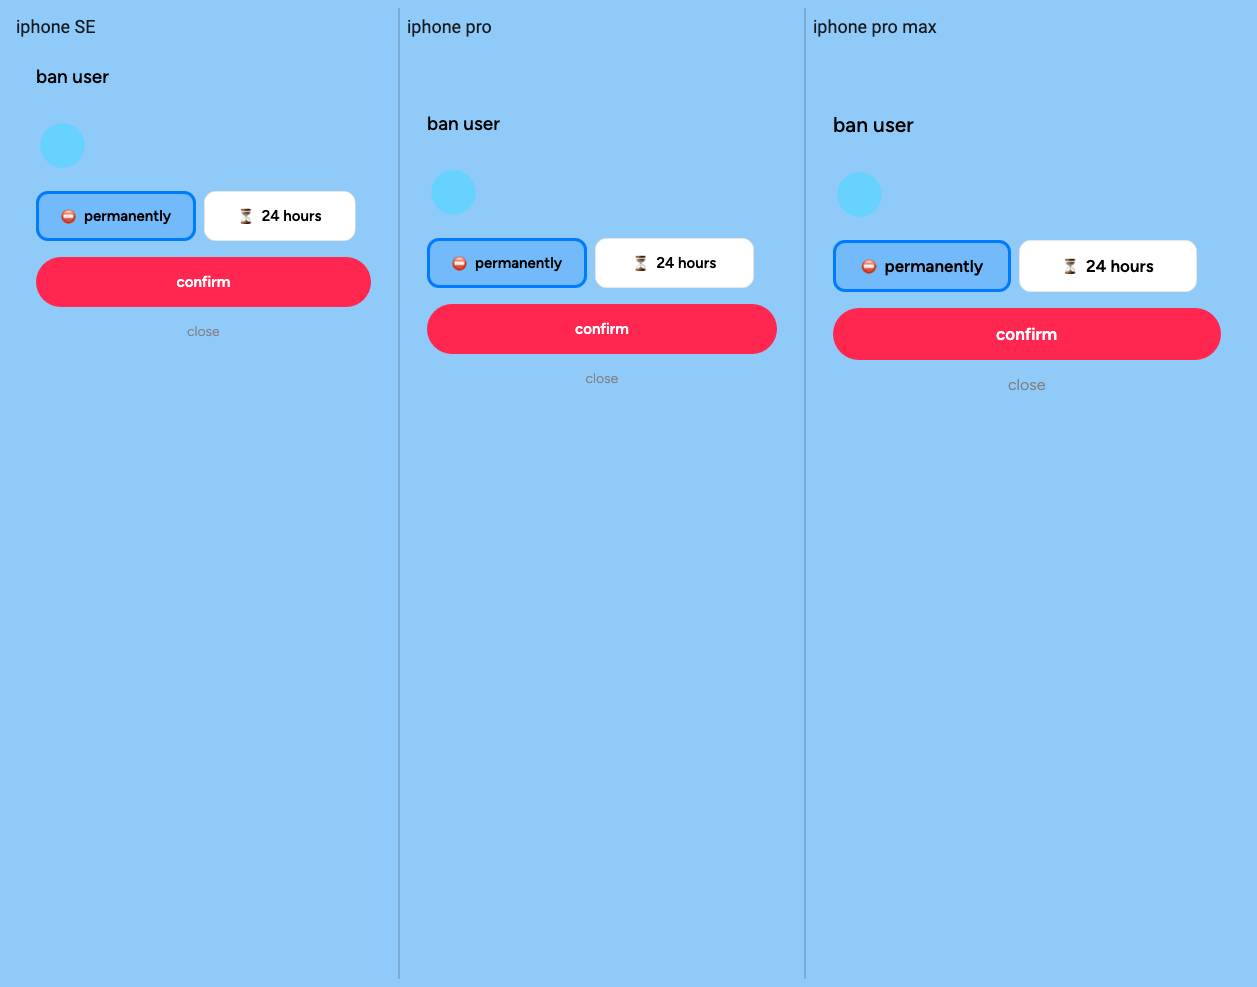 iphone SE
ban user
permanently
24 hours
confirm
close
iphone pro
ban user
permanently
24 hours
confirm
close
iphone pro max
ban user
permanently
24 hours
confirm
close